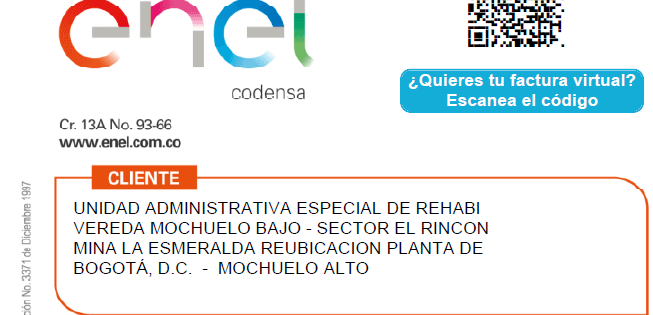 enel
codensa
¿Quieres tu factura virtual?
Escanea el código
Cr. 13A No. 93-66
www.enel.com.co
CLIENTE
UNIDAD ADMINISTRATIVA ESPECIAL DE REHABI
VEREDA MOCHUELO BAJO - SECTOR EL RINCON
MINA LA ESMERALDA REUBICACION PLANTA DE
BOGOTÁ, D.C. - MOCHUELO ALTO
ción No. 3371 de Diciembre 1997